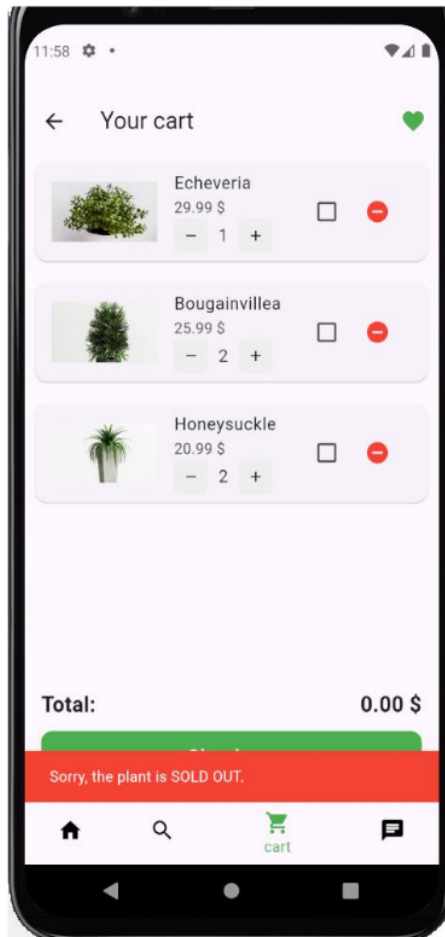 11:58
Your cart
Echeveria
29.99 $
− 1 +
Bougainvillea
25.99 $
− 2 +
Honeysuckle
20.99 $
− 2 +
Total: 0.00 $
Sorry, the plant is SOLD OUT.
cart